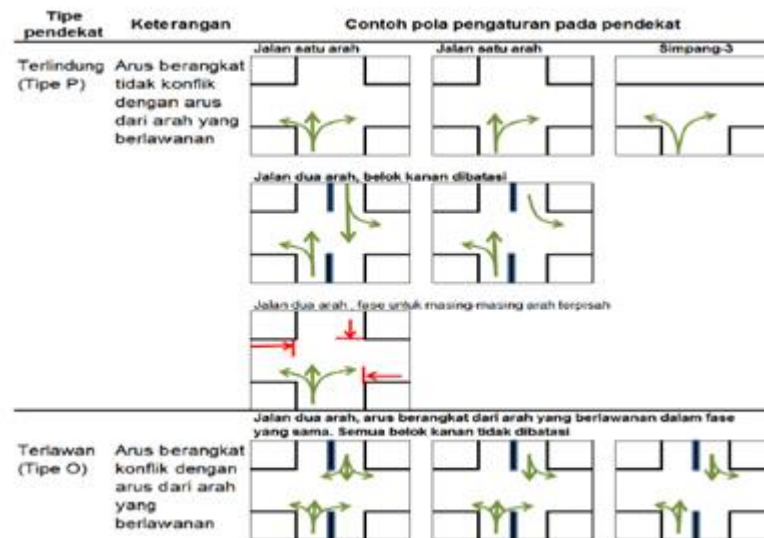 Tipe pendekat
Keterangan
Contoh pola pengaturan pada pendekat
Terlindung
(Tipe P)
Arus berangkat
tidak konflik
dengan arus
dari arah yang
berlawanan
Jalan satu arah
Jalan satu arah
Simpang-3
Jalan dua arah, belok kanan dibatasi
Jalan dua arah , fase untuk masing-masing arah terpisah
Terlawan
(Tipe O)
Arus berangkat
konflik dengan
arus dari arah
yang
berlawanan
Jalan dua arah, arus berangkat dari arah yang berlawanan dalam fase
yang sama. Semua belok kanan tidak dibatasi